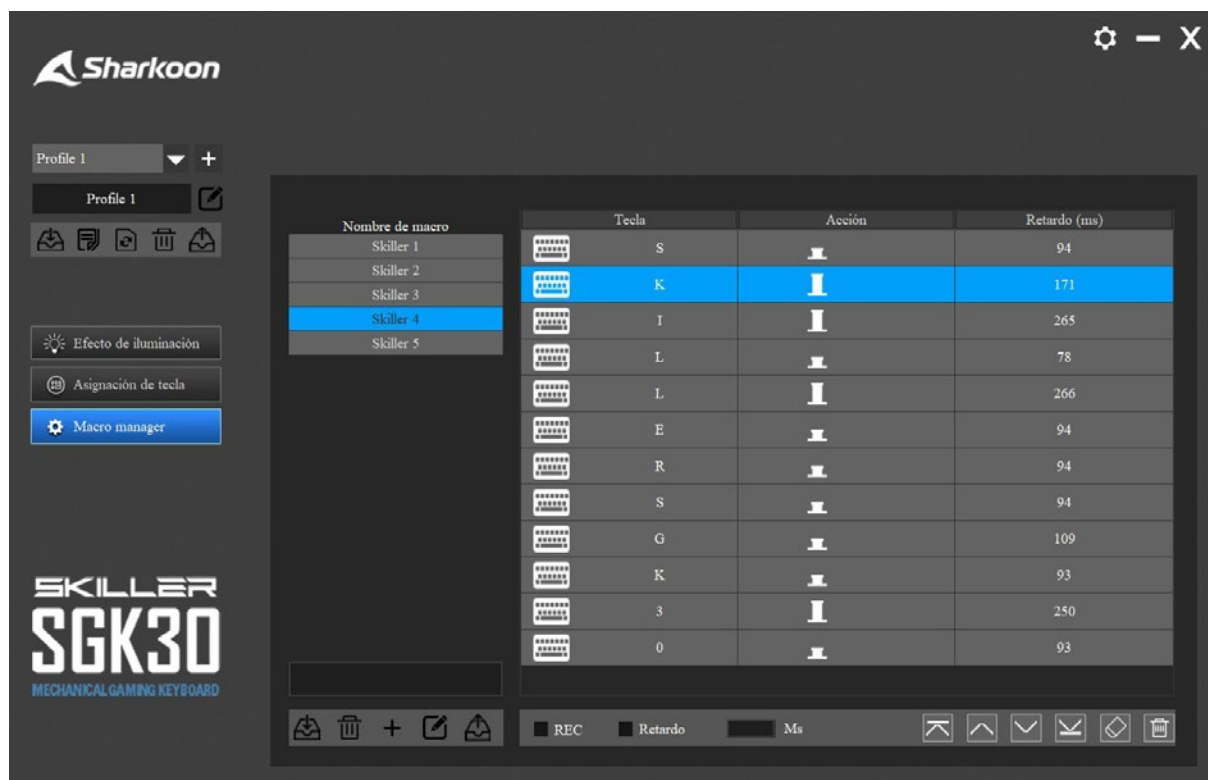 Sharkoon
Profile 1
Profile 1
Efecto de iluminación
Asignación de tecla
Macro manager
SKILLER
SGK30
MECHANICAL GAMING KEYBOARD
Nombre de macro
Skiller 1
Skiller 2
Skiller 3
Skiller 4
Skiller 5
Tecla Acción Retardo (ms)
S 94
K 171
I 265
L 78
L 266
E 94
R 94
S 94
G 109
K 93
3 250
0 93
REC Retardo Ms